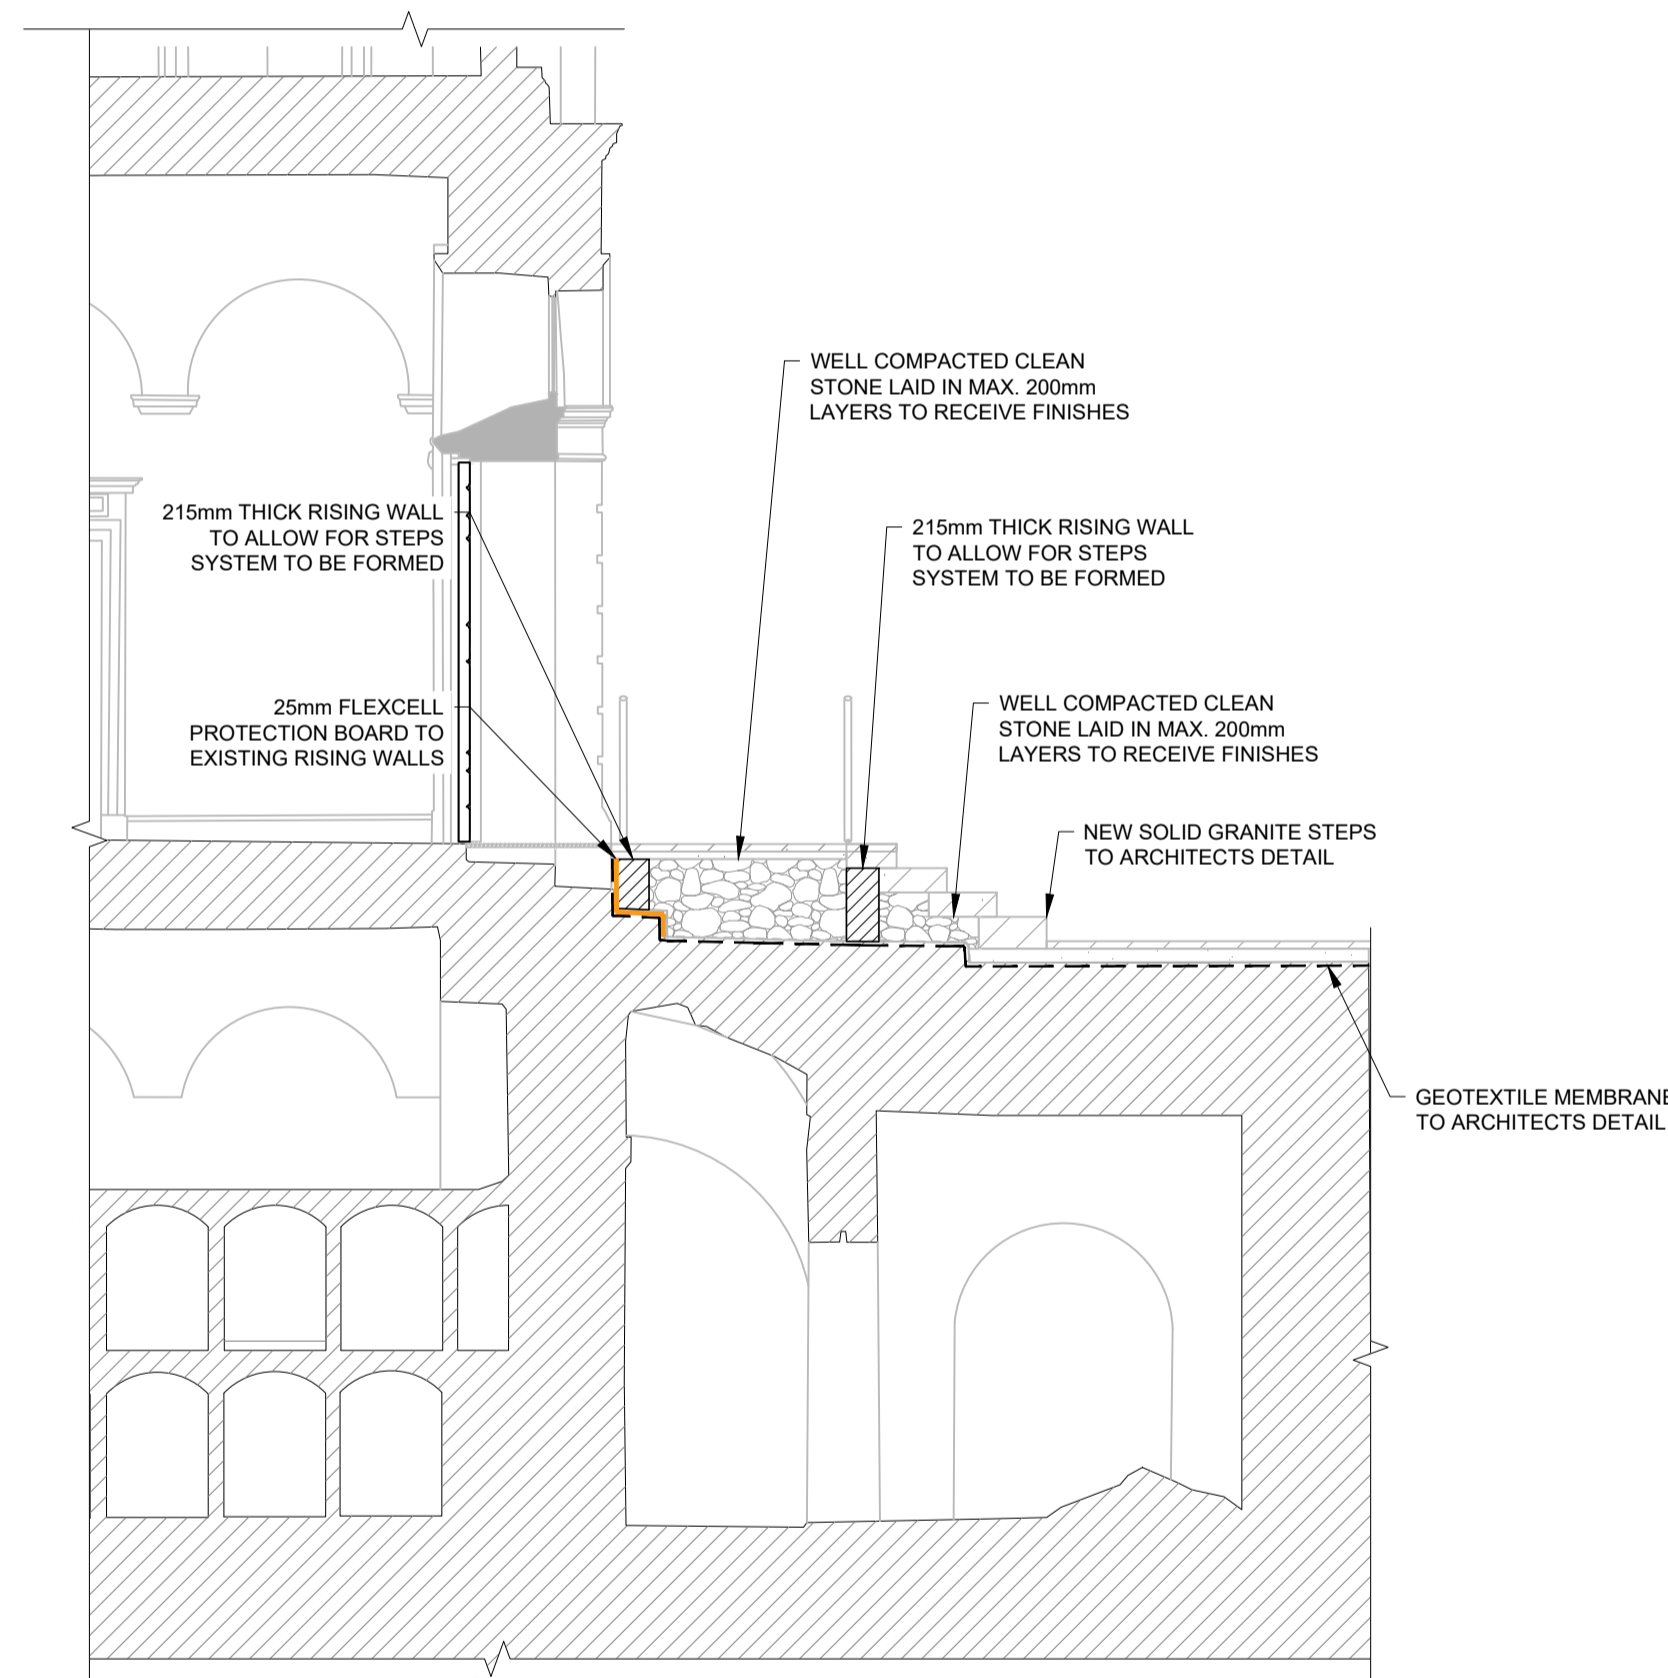 WELL COMPACTED CLEAN
STONE LAID IN MAX. 200mm
LAYERS TO RECEIVE FINISHES
215mm THICK RISING WALL
TO ALLOW FOR STEPS
SYSTEM TO BE FORMED
215mm THICK RISING WALL
TO ALLOW FOR STEPS
SYSTEM TO BE FORMED
25mm FLEXCELL
PROTECTION BOARD TO
EXISTING RISING WALLS
WELL COMPACTED CLEAN
STONE LAID IN MAX. 200mm
LAYERS TO RECEIVE FINISHES
NEW SOLID GRANITE STEPS
TO ARCHITECTS DETAIL
GEOTEXTILE MEMBRANE
TO ARCHITECTS DETAIL